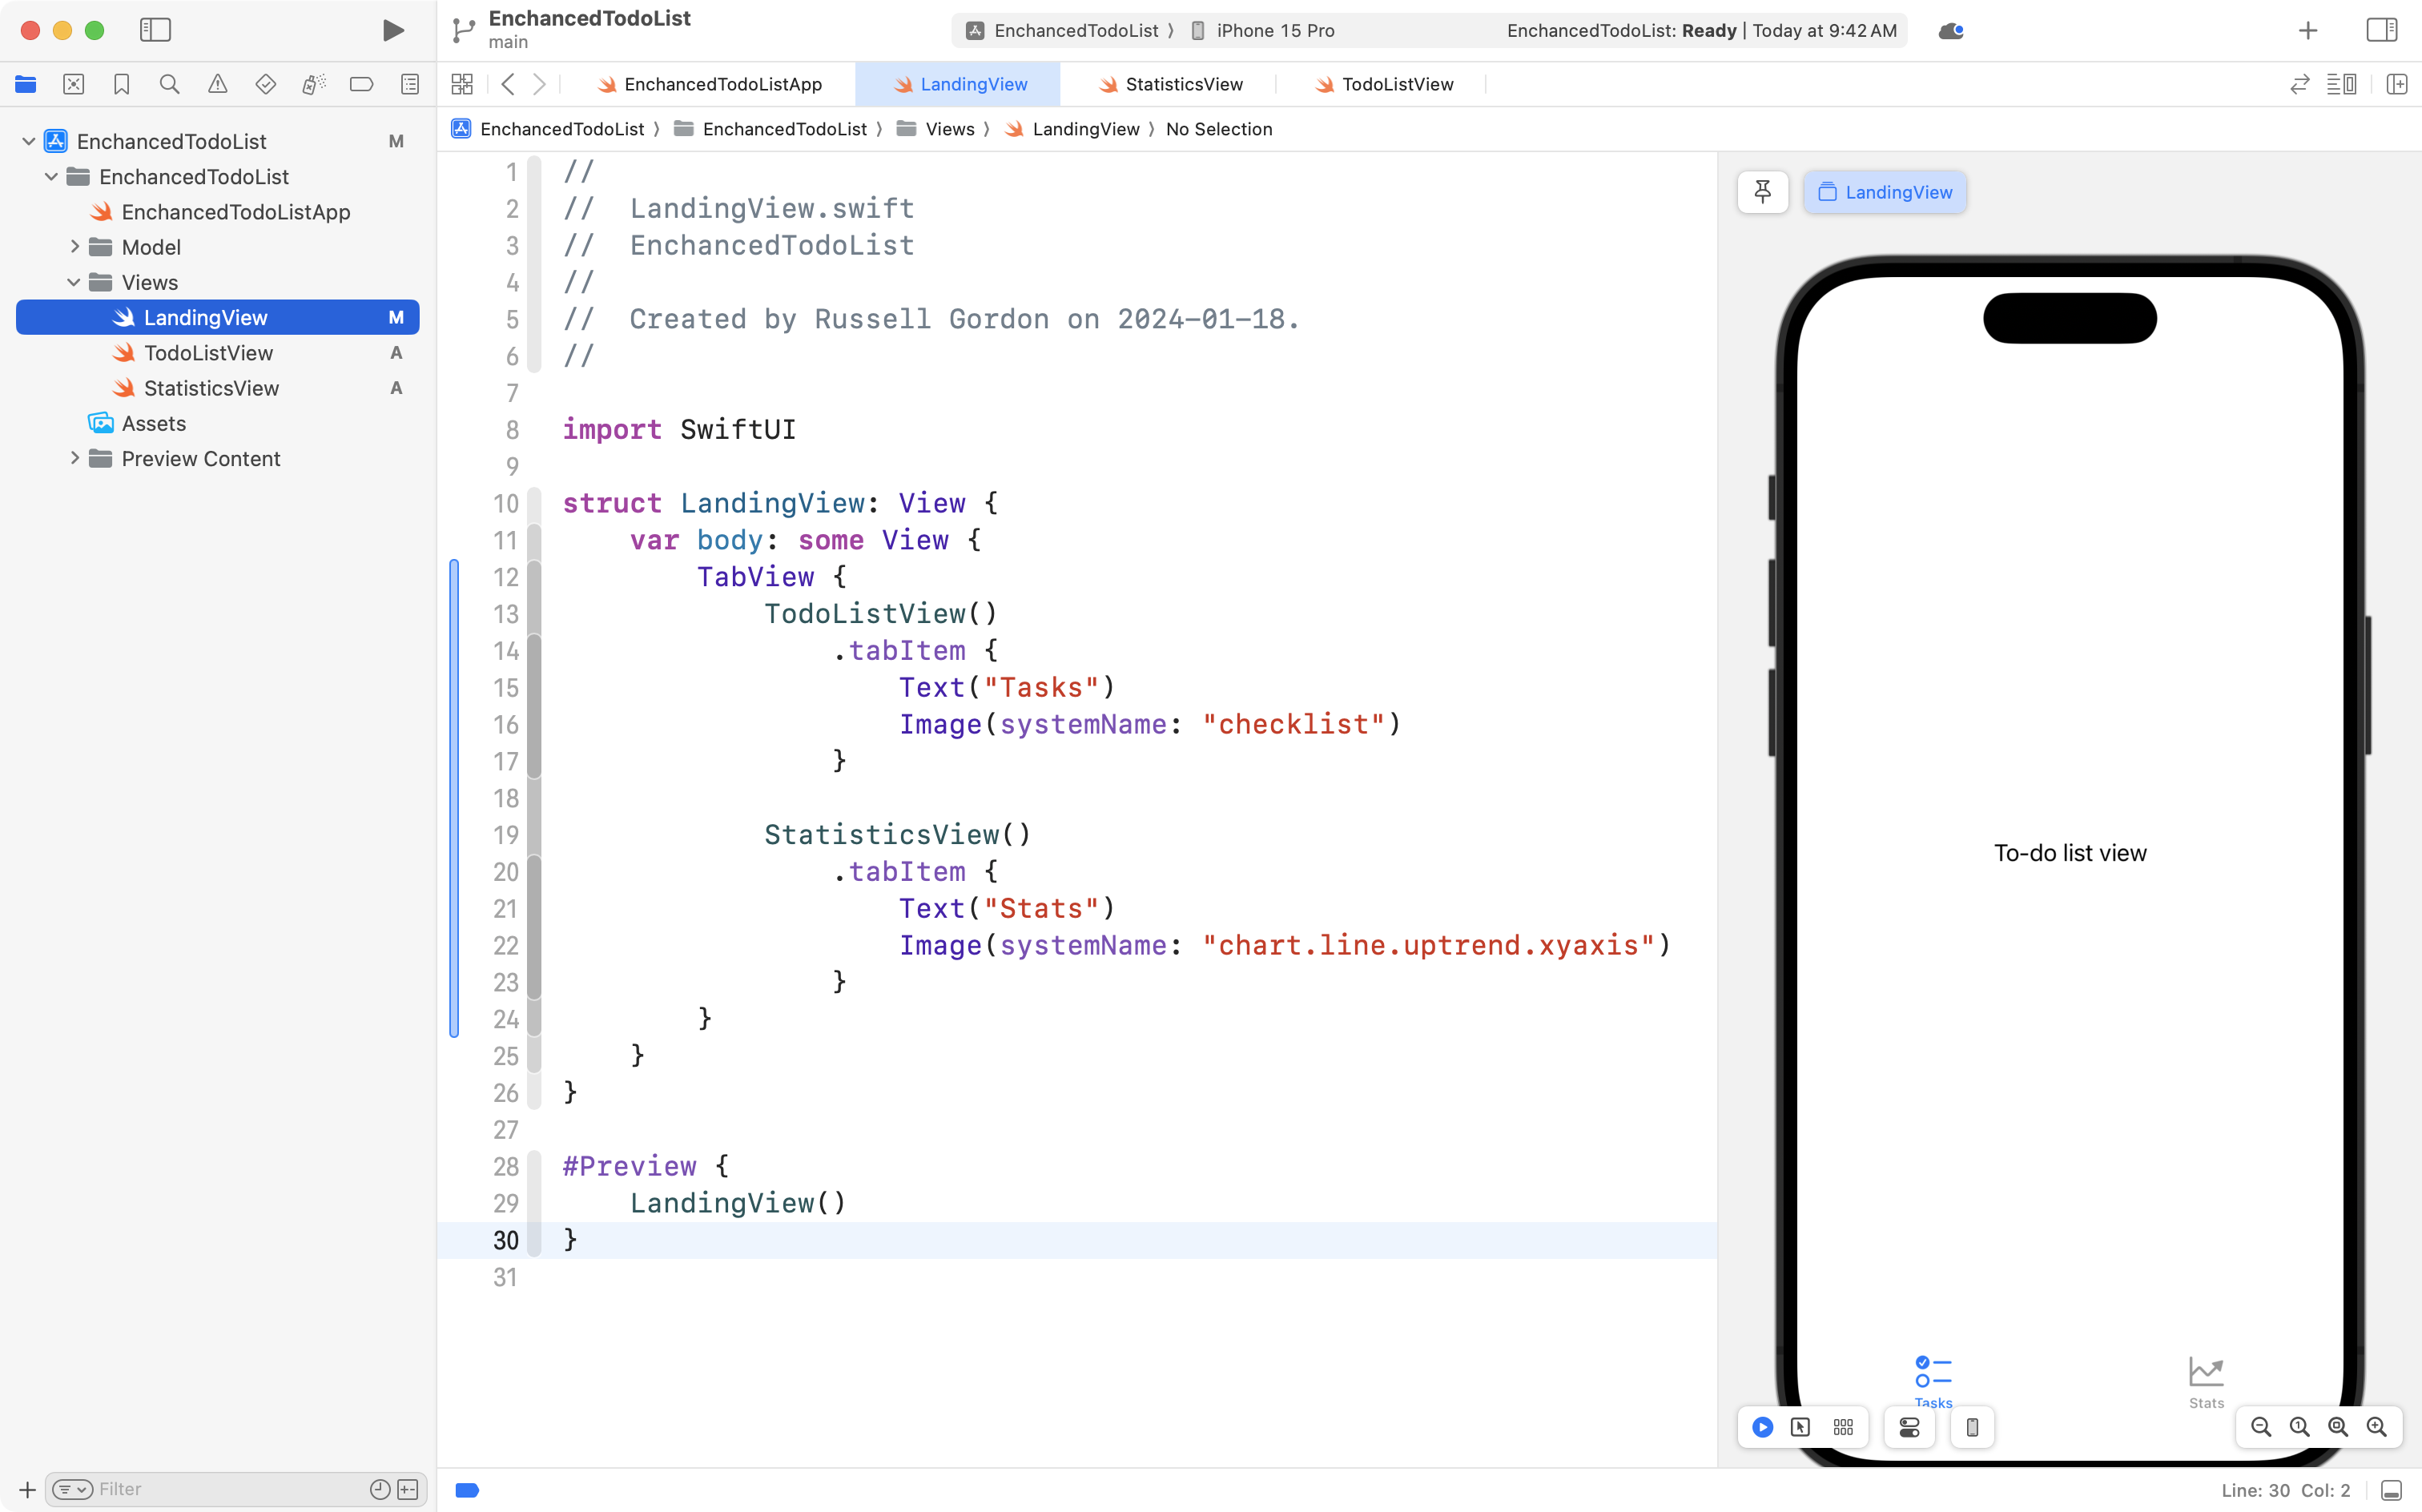 EnchancedTodoList
main
EnchancedTodoList ⟩ iPhone 15 Pro
EnchancedTodoList: Ready | Today at 9:42 AM
EnchancedTodoListApp
LandingView
StatisticsView
TodoListView
EnchancedTodoList ⟩ EnchancedTodoList ⟩ Views ⟩ LandingView ⟩ No Selection
EnchancedTodoList M
EnchancedTodoList
EnchancedTodoListApp
Model
Views
LandingView M
TodoListView A
StatisticsView A
Assets
Preview Content
Filter
1 //
2 //  LandingView.swift
3 //  EnchancedTodoList
4 //
5 //  Created by Russell Gordon on 2024-01-18.
6 //
7
8 import SwiftUI
9
10 struct LandingView: View {
11     var body: some View {
12         TabView {
13             TodoListView()
14                 .tabItem {
15                     Text("Tasks")
16                     Image(systemName: "checklist")
17                 }
18
19             StatisticsView()
20                 .tabItem {
21                     Text("Stats")
22                     Image(systemName: "chart.line.uptrend.xyaxis")
23                 }
24         }
25     }
26 }
27
28 #Preview {
29     LandingView()
30 }
31
LandingView
To-do list view
Tasks
Stats
Line: 30 Col: 2